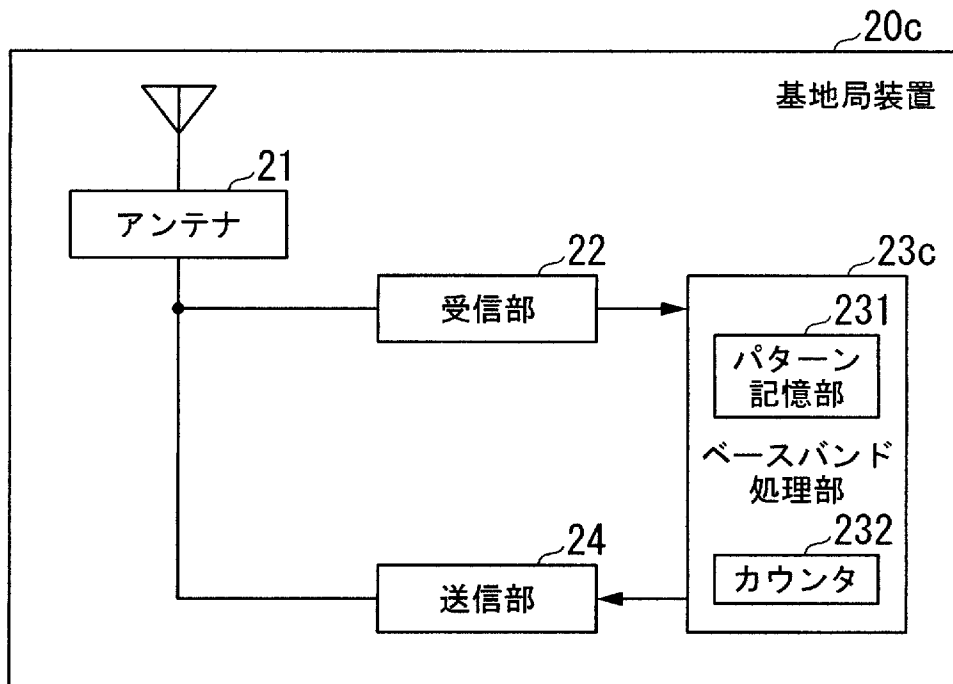 20c
基地局装置
21
アンテナ
22
受信部
23c
231
パターン
記憶部
ベースバンド
処理部
232
カウンタ
24
送信部